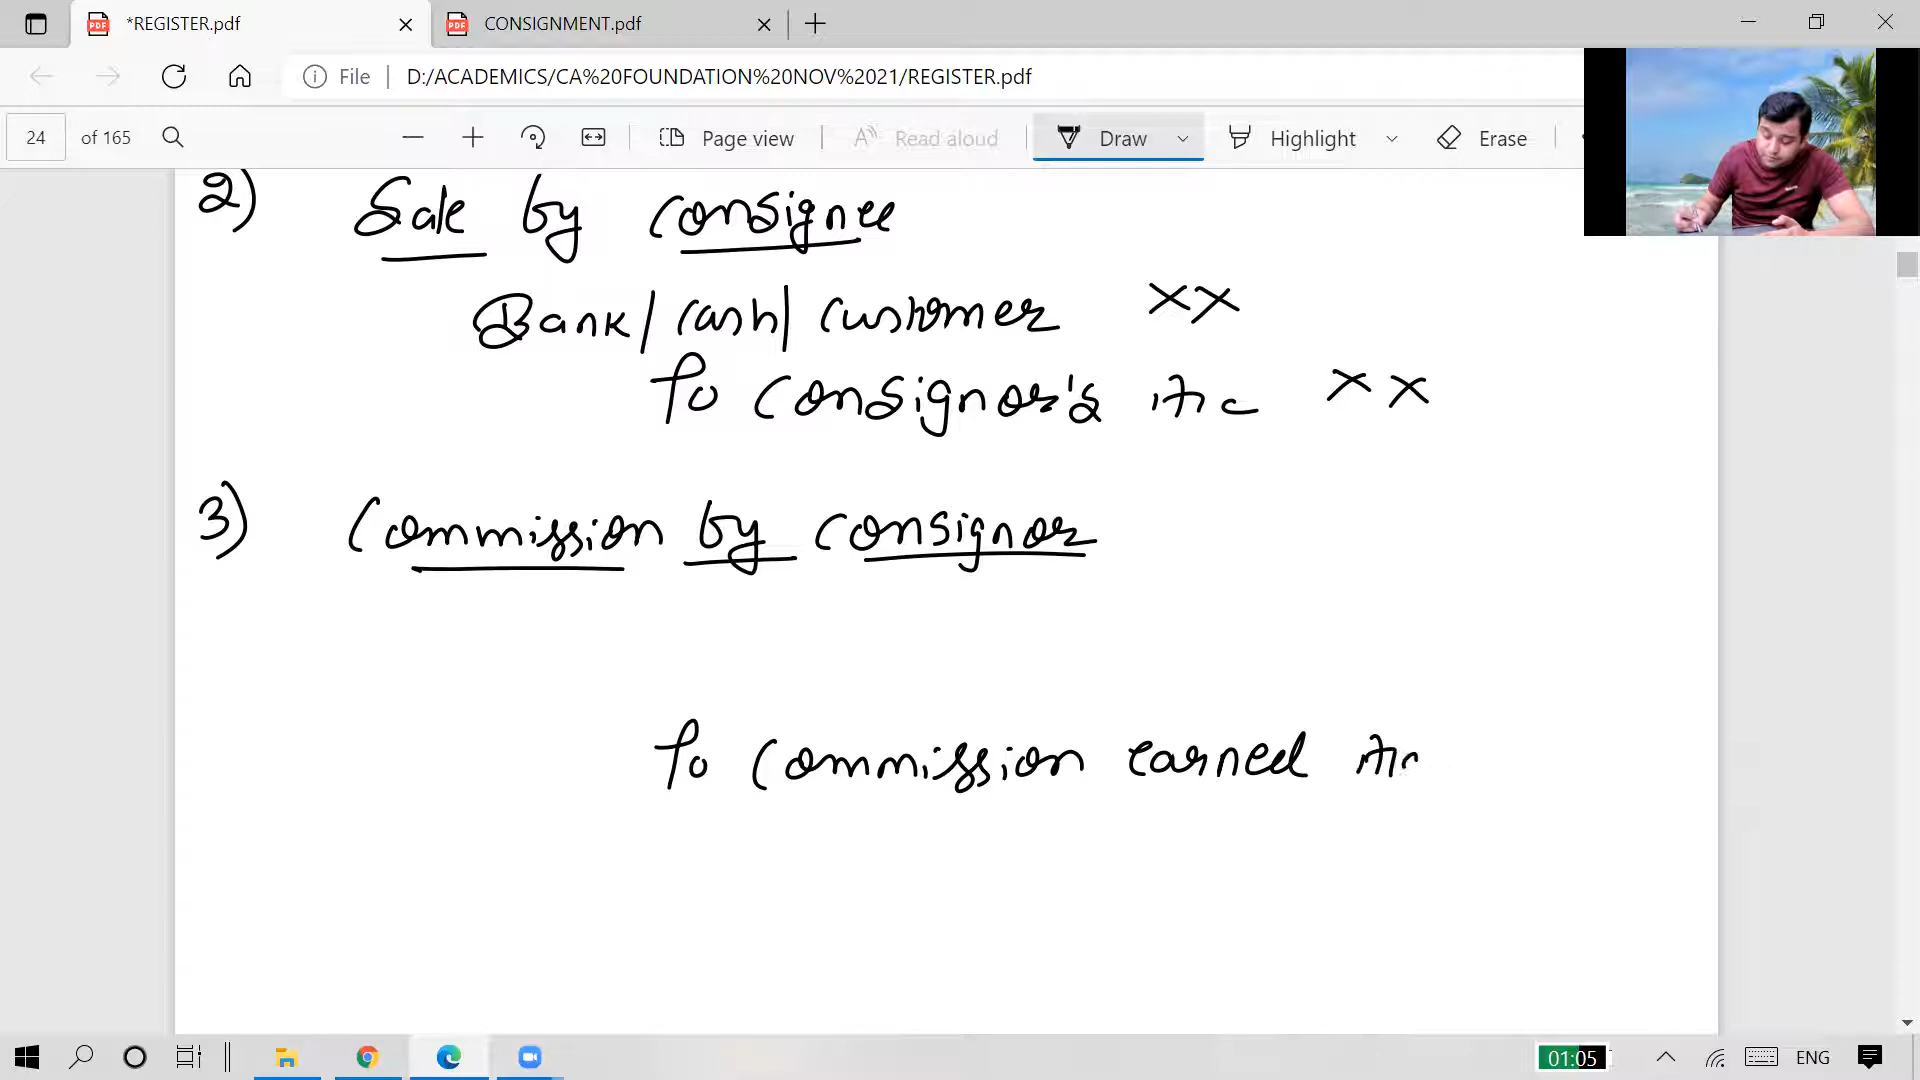 *REGISTER.pdf
CONSIGNMENT.pdf
File D:/ACADEMICS/CA%20FOUNDATION%20NOV%2021/REGISTER.pdf
24 of 165 Page view Read aloud Draw Highlight Erase
2) Sale by consignee
Bank/cash/customer XX
To consignor's A/c XX
3) Commission by consignor
To commission earned A/c
01:05 ENG